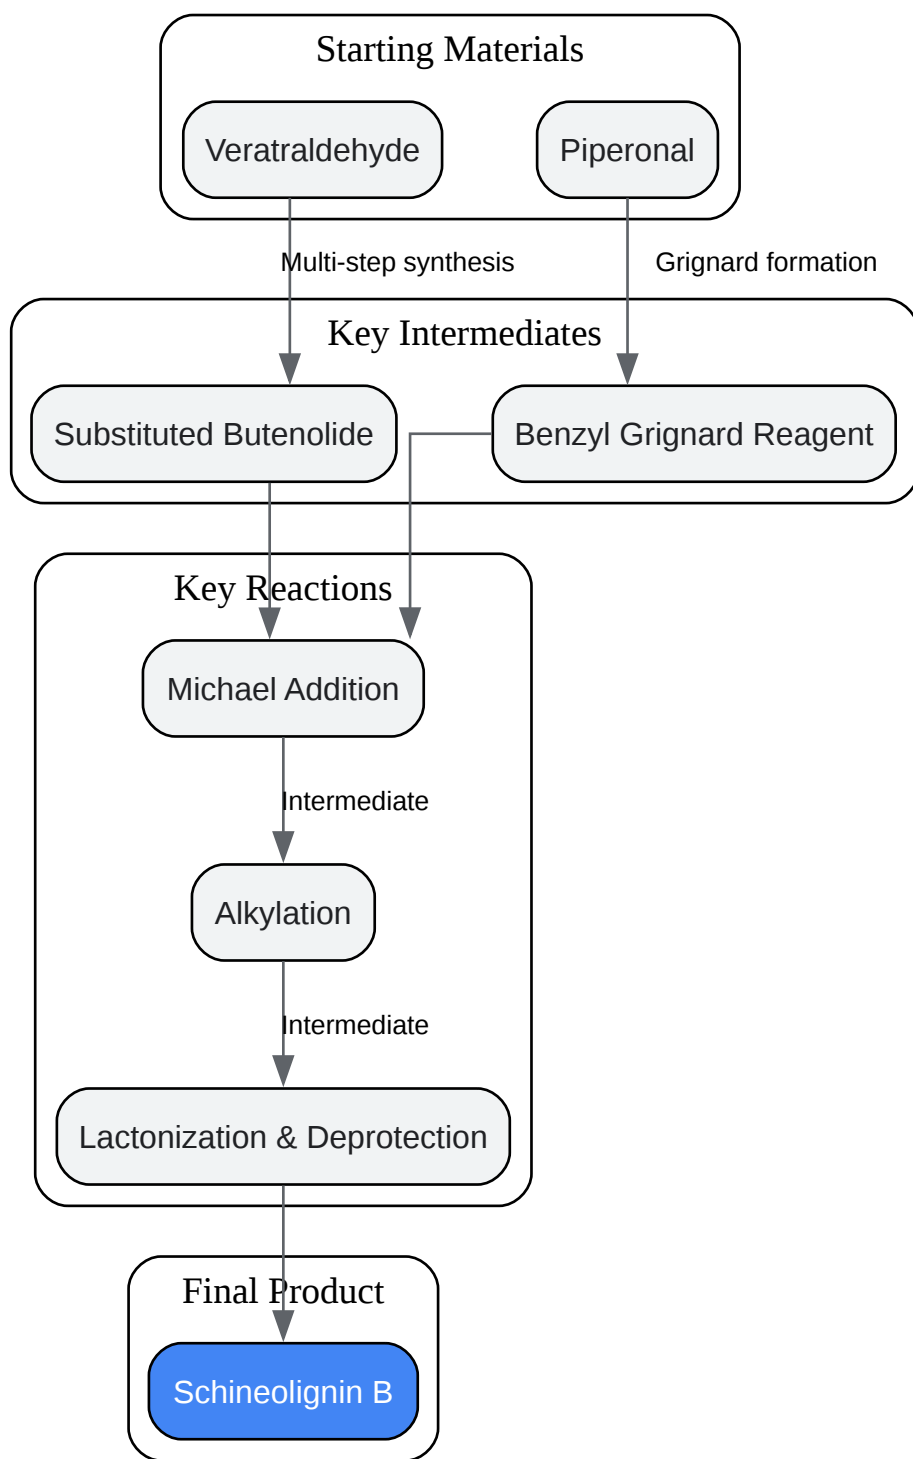 Starting Materials
Veratraldehyde
Piperonal
Multi-step synthesis
Grignard formation
Key Intermediates
Substituted Butenolide
Benzyl Grignard Reagent
Key Reactions
Michael Addition
Intermediate
Alkylation
Intermediate
Lactonization & Deprotection
Final Product
Schineolignin B